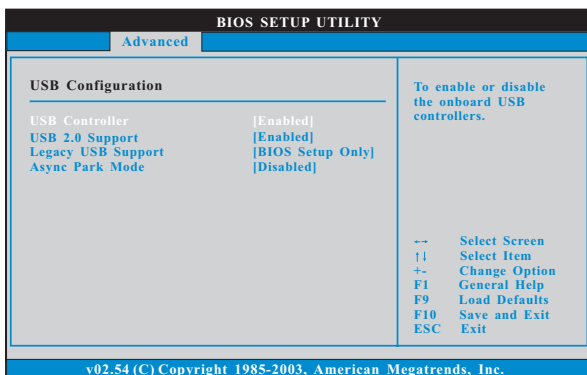 BIOS SETUP UTILITY
Advanced
USB Configuration
USB Controller [Enabled]
USB 2.0 Support [Enabled]
Legacy USB Support [BIOS Setup Only]
Async Park Mode [Disabled]
To enable or disable
the onboard USB
controllers.
←→ Select Screen
↑↓ Select Item
+- Change Option
F1 General Help
F9 Load Defaults
F10 Save and Exit
ESC Exit
v02.54 (C) Copyright 1985-2003, American Megatrends, Inc.